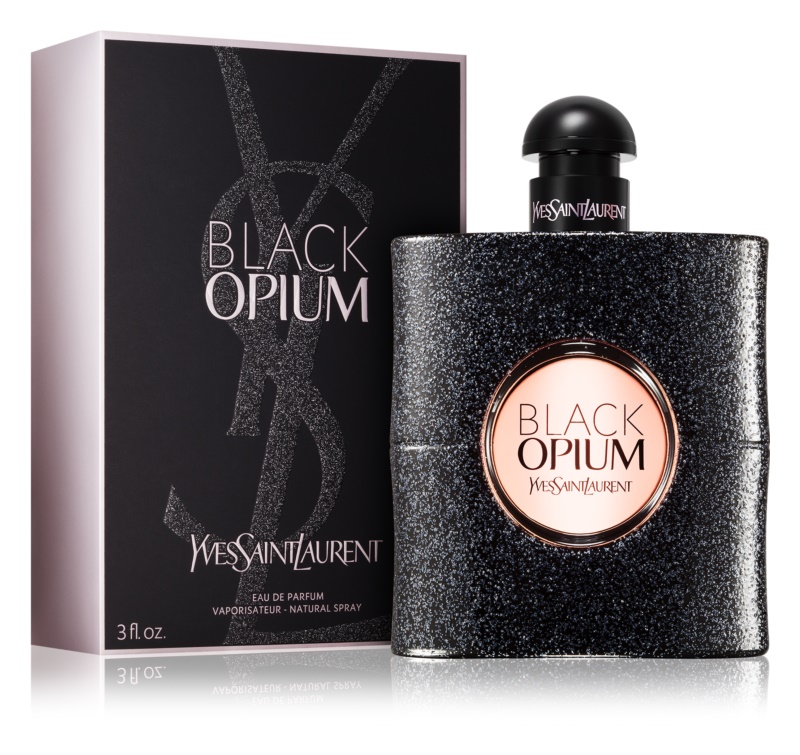 BLACK
OPIUM
YVESSAINTLAURENT
EAU DE PARFUM
VAPORISATEUR - NATURAL SPRAY
3 fl. oz.
YVESSAINTLAURENT
BLACK
OPIUM
YVESSAINTLAURENT